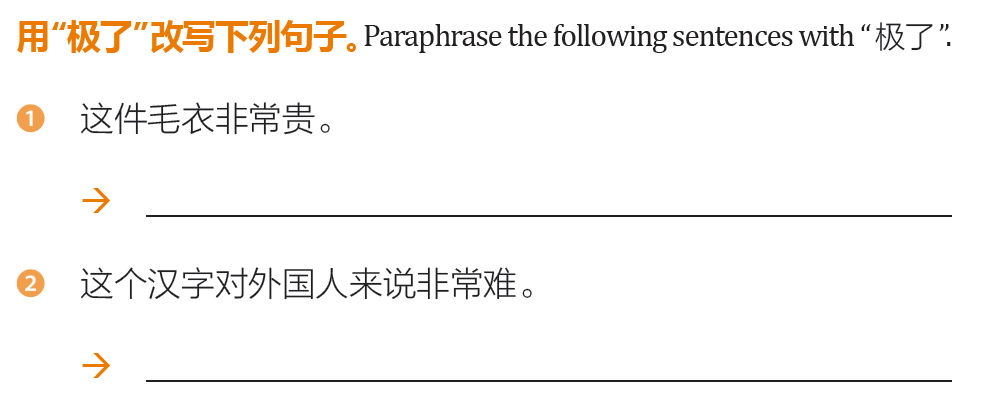 用“极了”改写下列句子。Paraphrase the following sentences with “极了”.
1 这件毛衣非常贵。
→
2 这个汉字对外国人来说非常难。
→